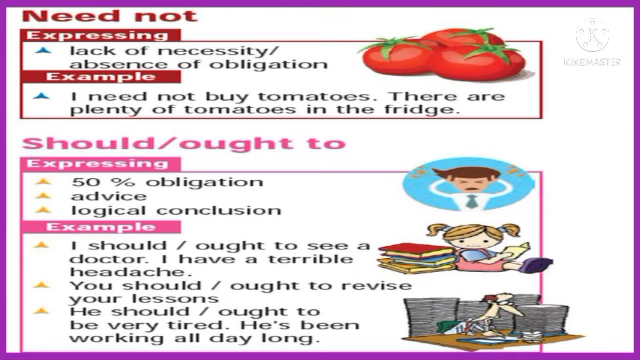 Need not
Expressing
lack of necessity/
absence of obligation
Example
I need not buy tomatoes. There are
plenty of tomatoes in the fridge.
KINEMASTER
Should/ought to
Expressing
50 % obligation
advice
logical conclusion
Example
I should / ought to see a
doctor. I have a terrible
headache.
You should / ought to revise
your lessons
He should / ought to
be very tired. He's been
working all day long.